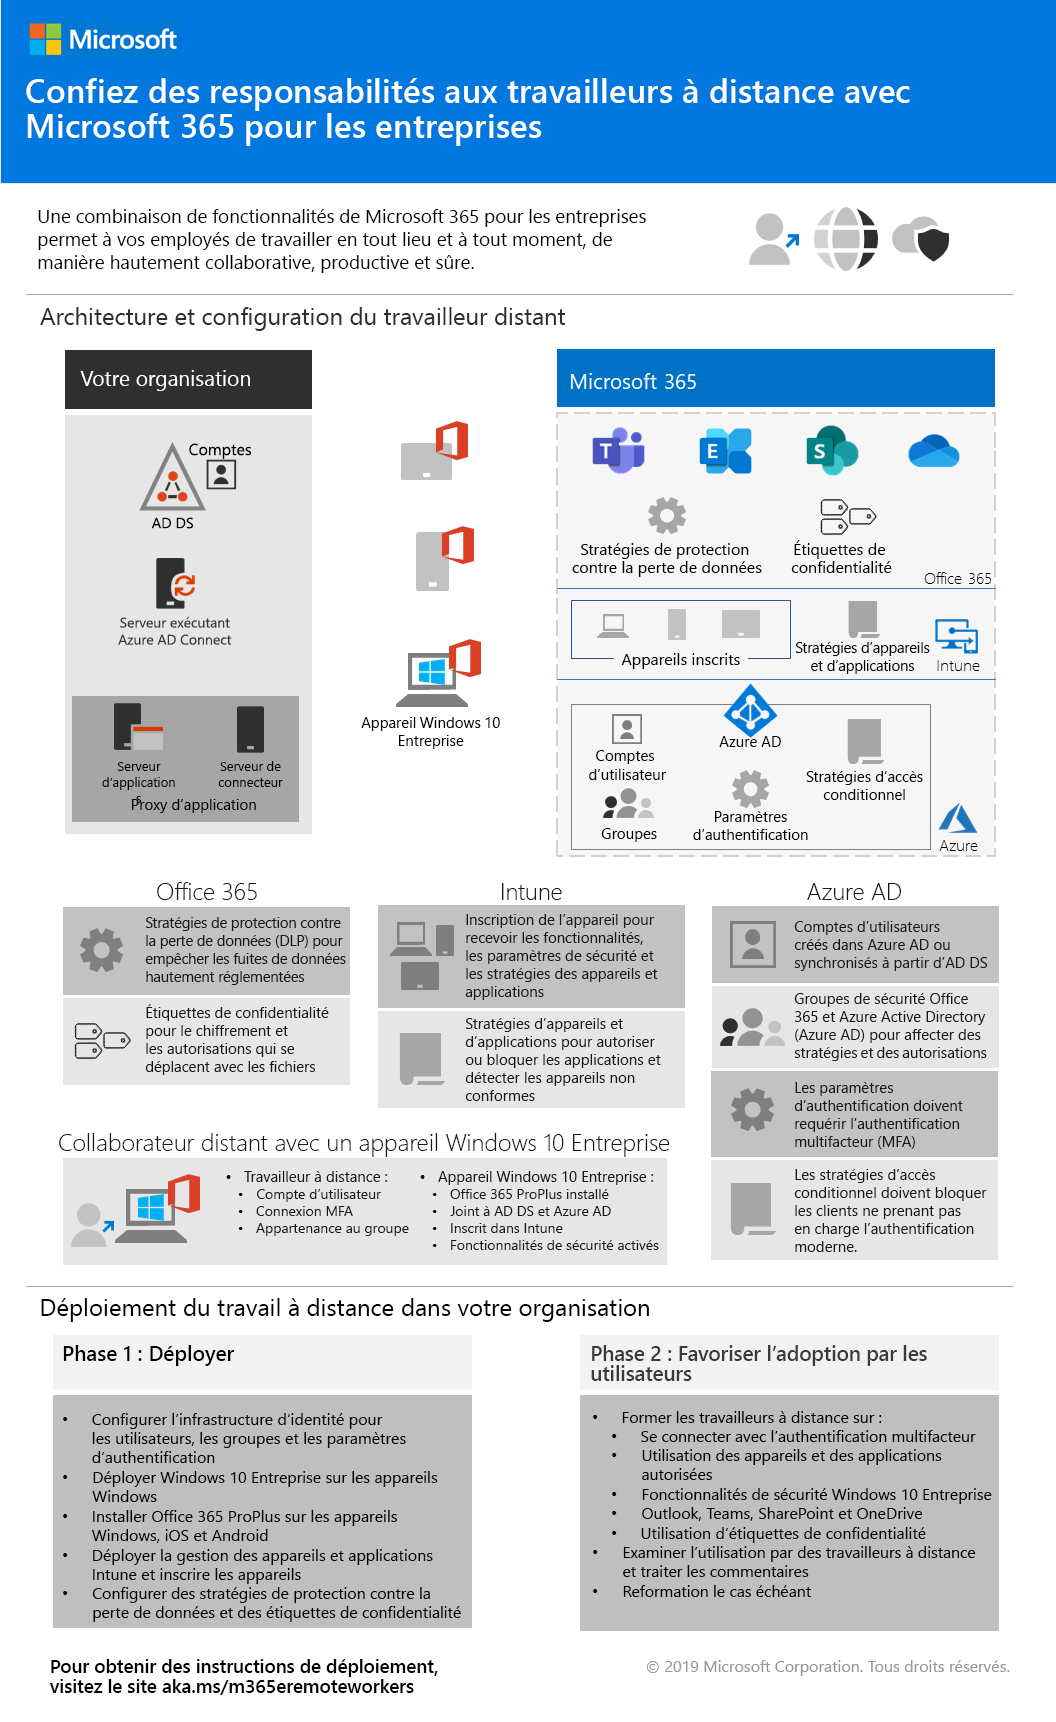 Microsoft
Confiez des responsabilités aux travailleurs à distance avec
Microsoft 365 pour les entreprises
Une combinaison de fonctionnalités de Microsoft 365 pour les entreprises
permet à vos employés de travailler en tout lieu et à tout moment, de
manière hautement collaborative, productive et sûre.
Architecture et configuration du travailleur distant
Votre organisation
Comptes
AD DS
Serveur exécutant
Azure AD Connect
Serveur
d'application
s
Serveur de
connecteur
Proxy d'application
Appareil Windows 10
Entreprise
Microsoft 365
T
E
S
Stratégies de protection
contre la perte de données
Étiquettes de
confidentialité
Office 365
Appareils inscrits
Stratégies d'appareils
et d'applications
Intune
Azure AD
Comptes
d'utilisateur
Groupes
Paramètres
d'authentification
Stratégies d'accès
conditionnel
Azure
Office 365
Stratégies de protection contre
la perte de données (DLP) pour
empêcher les fuites de données
hautement réglementées
Étiquettes de confidentialité
pour le chiffrement et
les autorisations qui se
déplacent avec les fichiers
Intune
Inscription de l'appareil pour
recevoir les fonctionnalités,
les paramètres de sécurité et
les stratégies des appareils et
applications
Stratégies d'appareils et
d'applications pour autoriser
ou bloquer les applications et
détecter les appareils non
conformes
Azure AD
Comptes d'utilisateurs
créés dans Azure AD ou
synchronisés à partir d'AD DS
Groupes de sécurité Office
365 et Azure Active Directory
(Azure AD) pour affecter des
stratégies et des autorisations
Les paramètres
d'authentification doivent
requérir l'authentification
multifacteur (MFA)
Les stratégies d'accès
conditionnel doivent bloquer
les clients ne prenant pas
en charge l'authentification
moderne.
Collaborateur distant avec un appareil Windows 10 Entreprise
• Travailleur à distance :
• Compte d'utilisateur
• Connexion MFA
• Appartenance au groupe
• Appareil Windows 10 Entreprise :
• Office 365 ProPlus installé
• Joint à AD DS et Azure AD
• Inscrit dans Intune
• Fonctionnalités de sécurité activés
Déploiement du travail à distance dans votre organisation
Phase 1 : Déployer
• Configurer l'infrastructure d'identité pour
les utilisateurs, les groupes et les paramètres
d'authentification
• Déployer Windows 10 Entreprise sur les appareils
Windows
• Installer Office 365 ProPlus sur les appareils
Windows, iOS et Android
• Déployer la gestion des appareils et applications
Intune et inscrire les appareils
• Configurer des stratégies de protection contre la
perte de données et des étiquettes de confidentialité
Phase 2 : Favoriser l'adoption par les
utilisateurs
• Former les travailleurs à distance sur :
• Se connecter avec l'authentification multifacteur
• Utilisation des appareils et des applications
autorisées
• Fonctionnalités de sécurité Windows 10 Entreprise
• Outlook, Teams, SharePoint et OneDrive
• Utilisation d'étiquettes de confidentialité
• Examiner l'utilisation par des travailleurs à distance
et traiter les commentaires
• Reformation le cas échéant
Pour obtenir des instructions de déploiement,
visitez le site aka.ms/m365eremoteworkers
© 2019 Microsoft Corporation. Tous droits réservés.